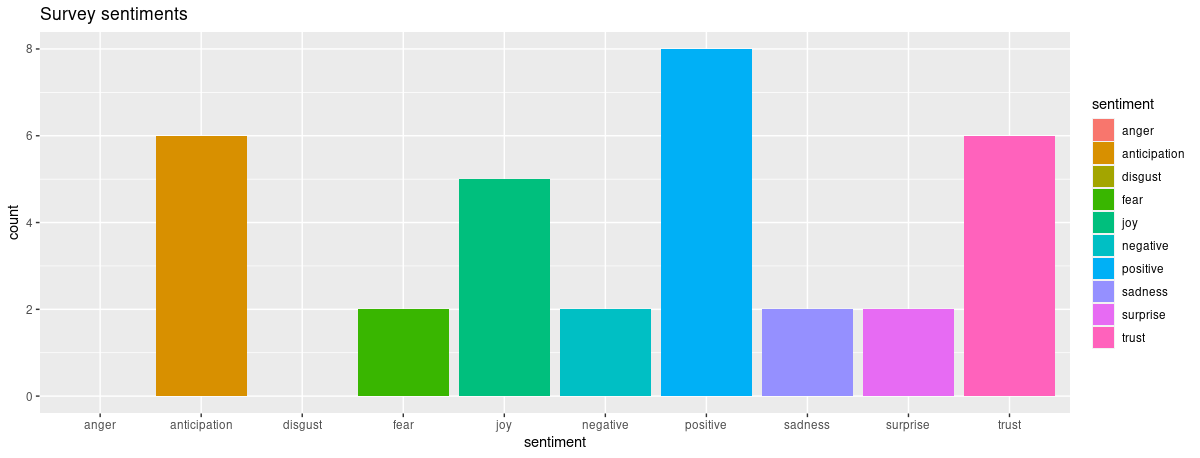 Survey sentiments
8
6
4
2
0
count
anger anticipation disgust fear joy negative positive sadness surprise trust
sentiment
sentiment
anger
anticipation
disgust
fear
joy
negative
positive
sadness
surprise
trust